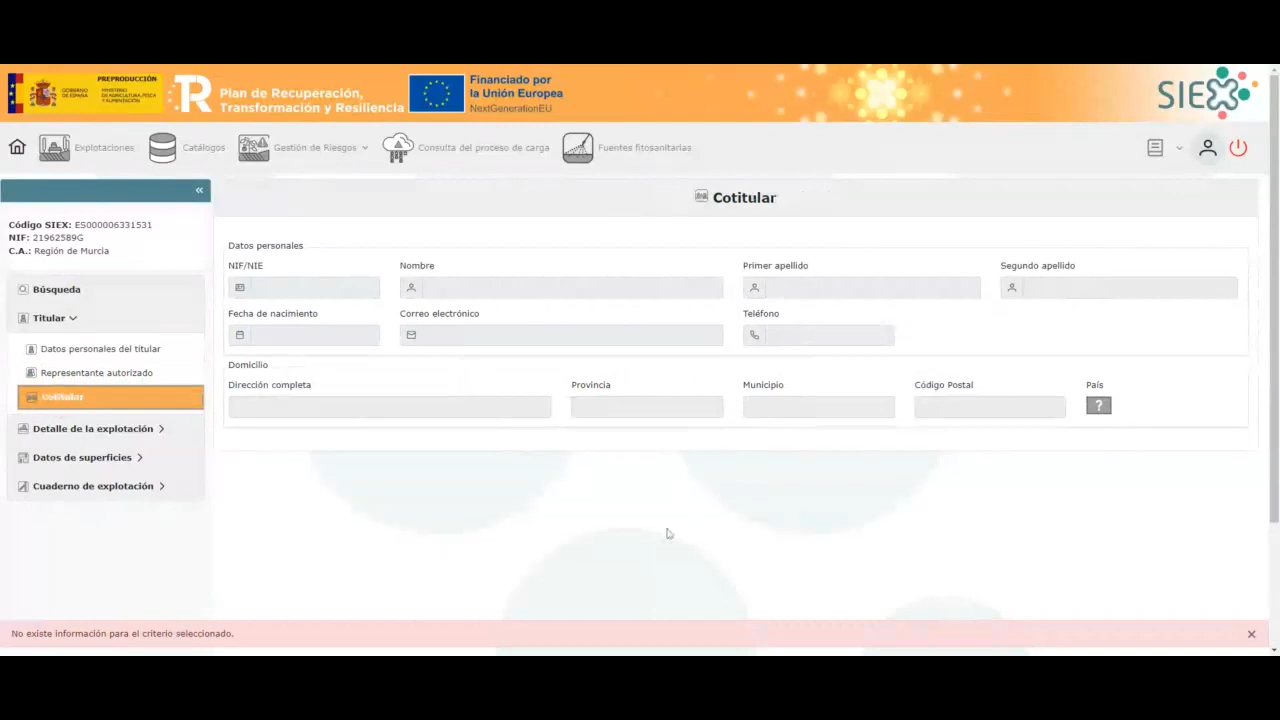 PREPRODUCCIÓN
GOBIERNO DE ESPAÑA
MINISTERIO DE AGRICULTURA, PESCA Y ALIMENTACIÓN
Plan de Recuperación,
Transformación y Resiliencia
Financiado por
la Unión Europea
NextGenerationEU
SIEX
Explotaciones
Catálogos
Gestión de Riesgos
Consulta del proceso de carga
Fuentes fitosanitarias
«
Código SIEX: ES000006331531
NIF: 21962589G
C.A.: Región de Murcia
Búsqueda
Titular
Datos personales del titular
Representante autorizado
Cotitular
Detalle de la explotación
Datos de superficies
Cuaderno de explotación
Cotitular
Datos personales
NIF/NIE
Nombre
Primer apellido
Segundo apellido
Fecha de nacimiento
Correo electrónico
Teléfono
Domicilio
Dirección completa
Provincia
Municipio
Código Postal
País
?
No existe información para el criterio seleccionado.